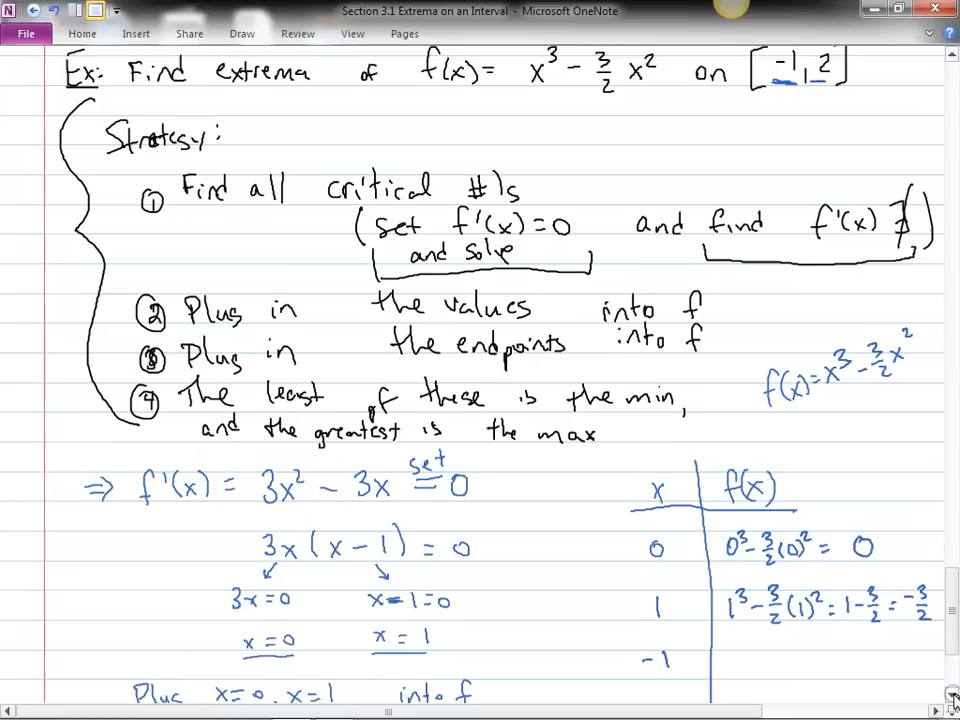 Section 3.1 Extrema on an Interval - Microsoft OneNote
File Home Insert Share Draw Review View Pages
Ex: Find extrema of f(x) = x³ - 3/2 x² on [-1, 2]
Strategy:
① Find all critical #'s
(set f'(x) = 0 and find f'(x) ∄)
and solve
② Plug in the values into f
③ Plug in the endpoints into f
f(x) = x³ - 3/2 x²
④ The least of these is the min,
and the greatest is the max
⇒ f'(x) = 3x² - 3x set = 0
x f(x)
3x(x - 1) = 0
0 0³ - 3/2(0)² = 0
3x = 0 x - 1 = 0
1 1³ - 3/2(1)² = 1 - 3/2 = -3/2
x = 0 x = 1
-1
Plug x = 0, x = 1 into f